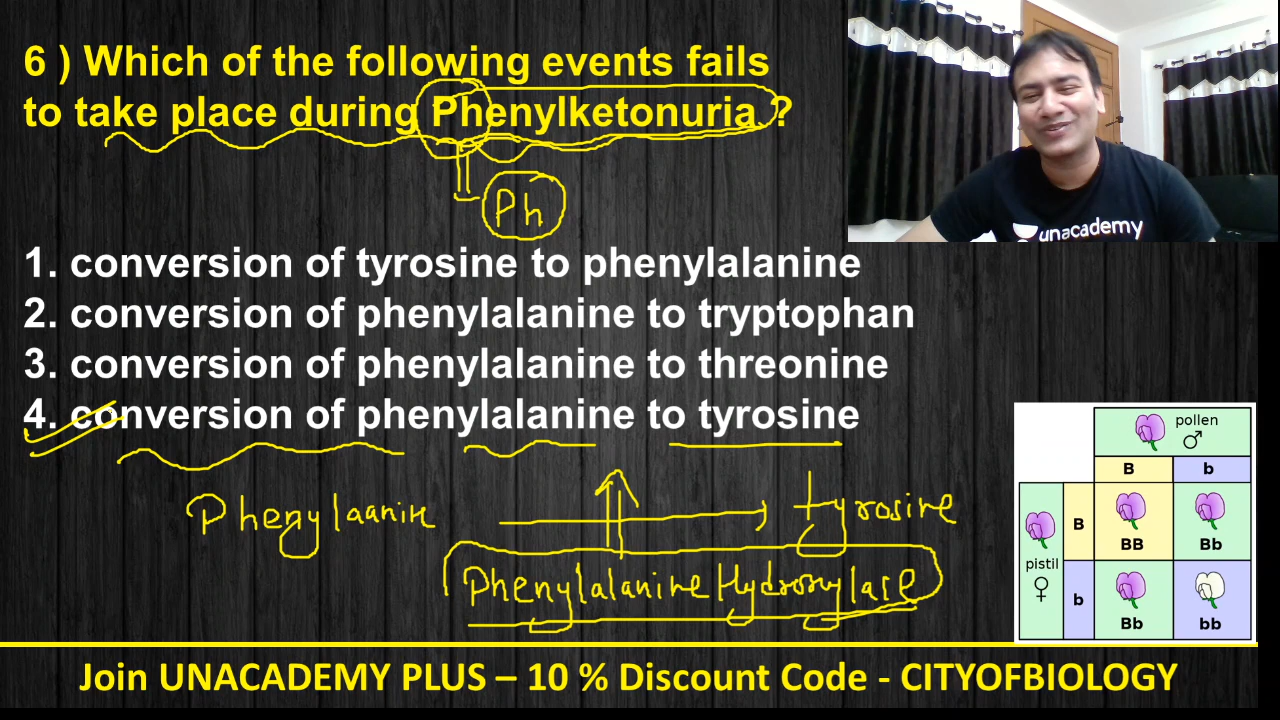 6 ) Which of the following events fails
to take place during Phenylketonuria ?
Ph
unacademy
1. conversion of tyrosine to phenylalanine
2. conversion of phenylalanine to tryptophan
3. conversion of phenylalanine to threonine
4. conversion of phenylalanine to tyrosine
Phenylaanine tyrosine
Phenylalanine Hydroxylase
pollen
♂
B b
pistil
♀
B BB Bb
b Bb bb
Join UNACADEMY PLUS – 10 % Discount Code - CITYOFBIOLOGY